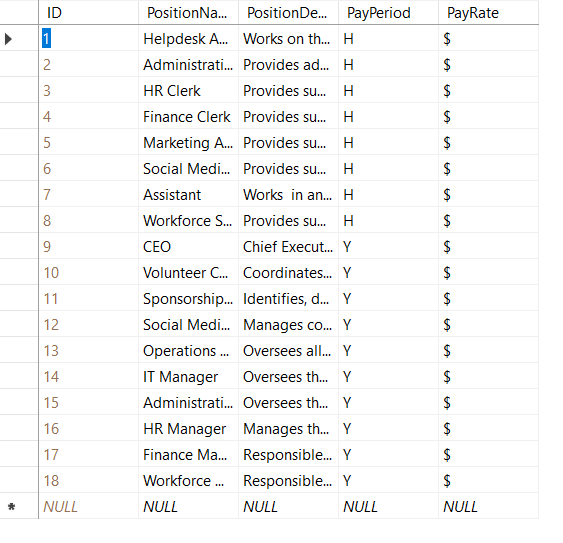 ID PositionNa... PositionDe... PayPeriod PayRate
1 Helpdesk A... Works on th... H $
2 Administrati... Provides ad... H $
3 HR Clerk Provides su... H $
4 Finance Clerk Provides su... H $
5 Marketing A... Provides su... H $
6 Social Medi... Provides su... H $
7 Assistant Works in an... H $
8 Workforce S... Provides su... H $
9 CEO Chief Execut... Y $
10 Volunteer C... Coordinates... Y $
11 Sponsorship... Identifies, d... Y $
12 Social Medi... Manages co... Y $
13 Operations ... Oversees all... Y $
14 IT Manager Oversees th... Y $
15 Administrati... Oversees th... Y $
16 HR Manager Manages th... Y $
17 Finance Ma... Responsible... Y $
18 Workforce ... Responsible... Y $
* NULL NULL NULL NULL NULL